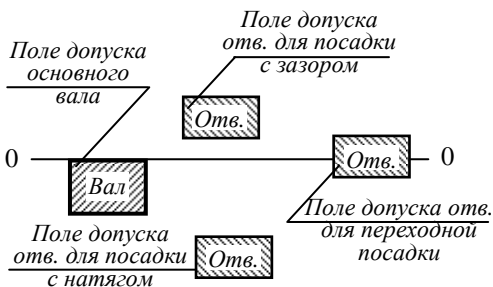 Поле допуска
отв. для посадки
с зазором
Поле допуска
основного
вала
Отв.
0
Отв.
0
Вал
Поле допуска отв.
для переходной
посадки
Поле допуска
отв. для посадки
с натягом
Отв.